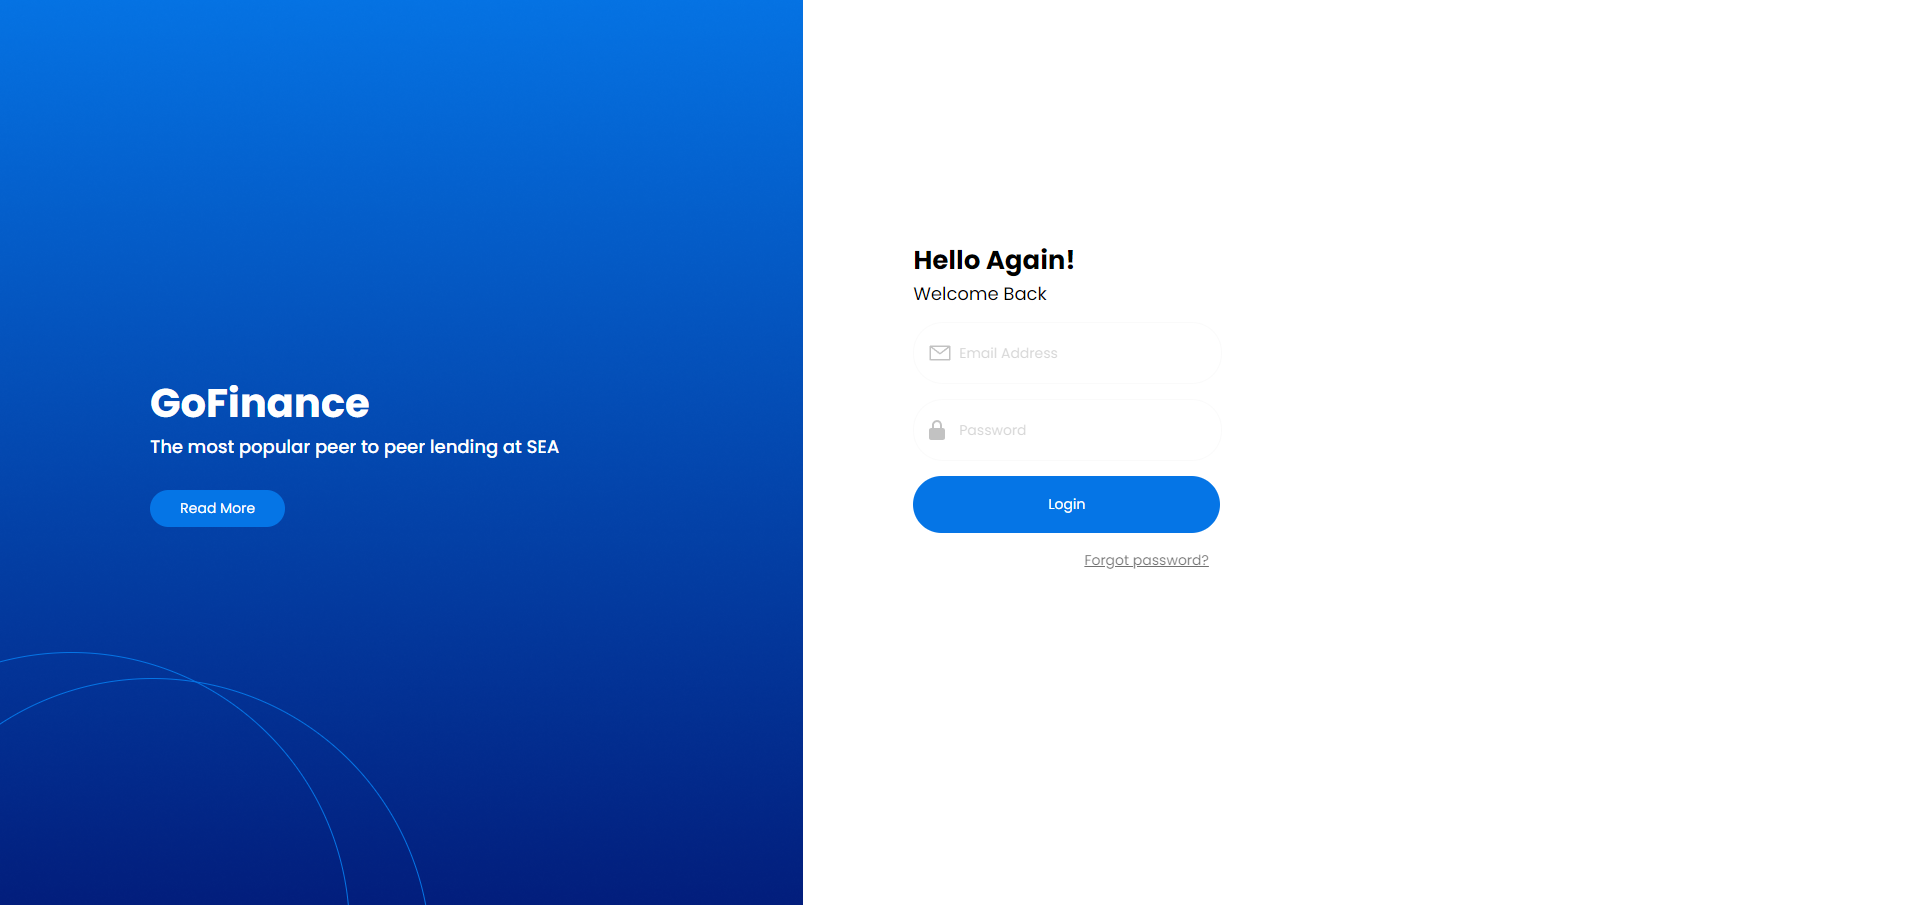 GoFinance
The most popular peer to peer lending at SEA
Read More
Hello Again!
Welcome Back
Email Address
Password
Login
Forgot password?